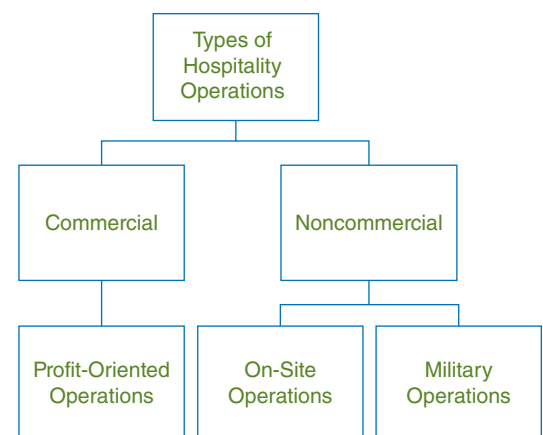 Types of
Hospitality
Operations
Commercial
Noncommercial
Profit-Oriented
Operations
On-Site
Operations
Military
Operations